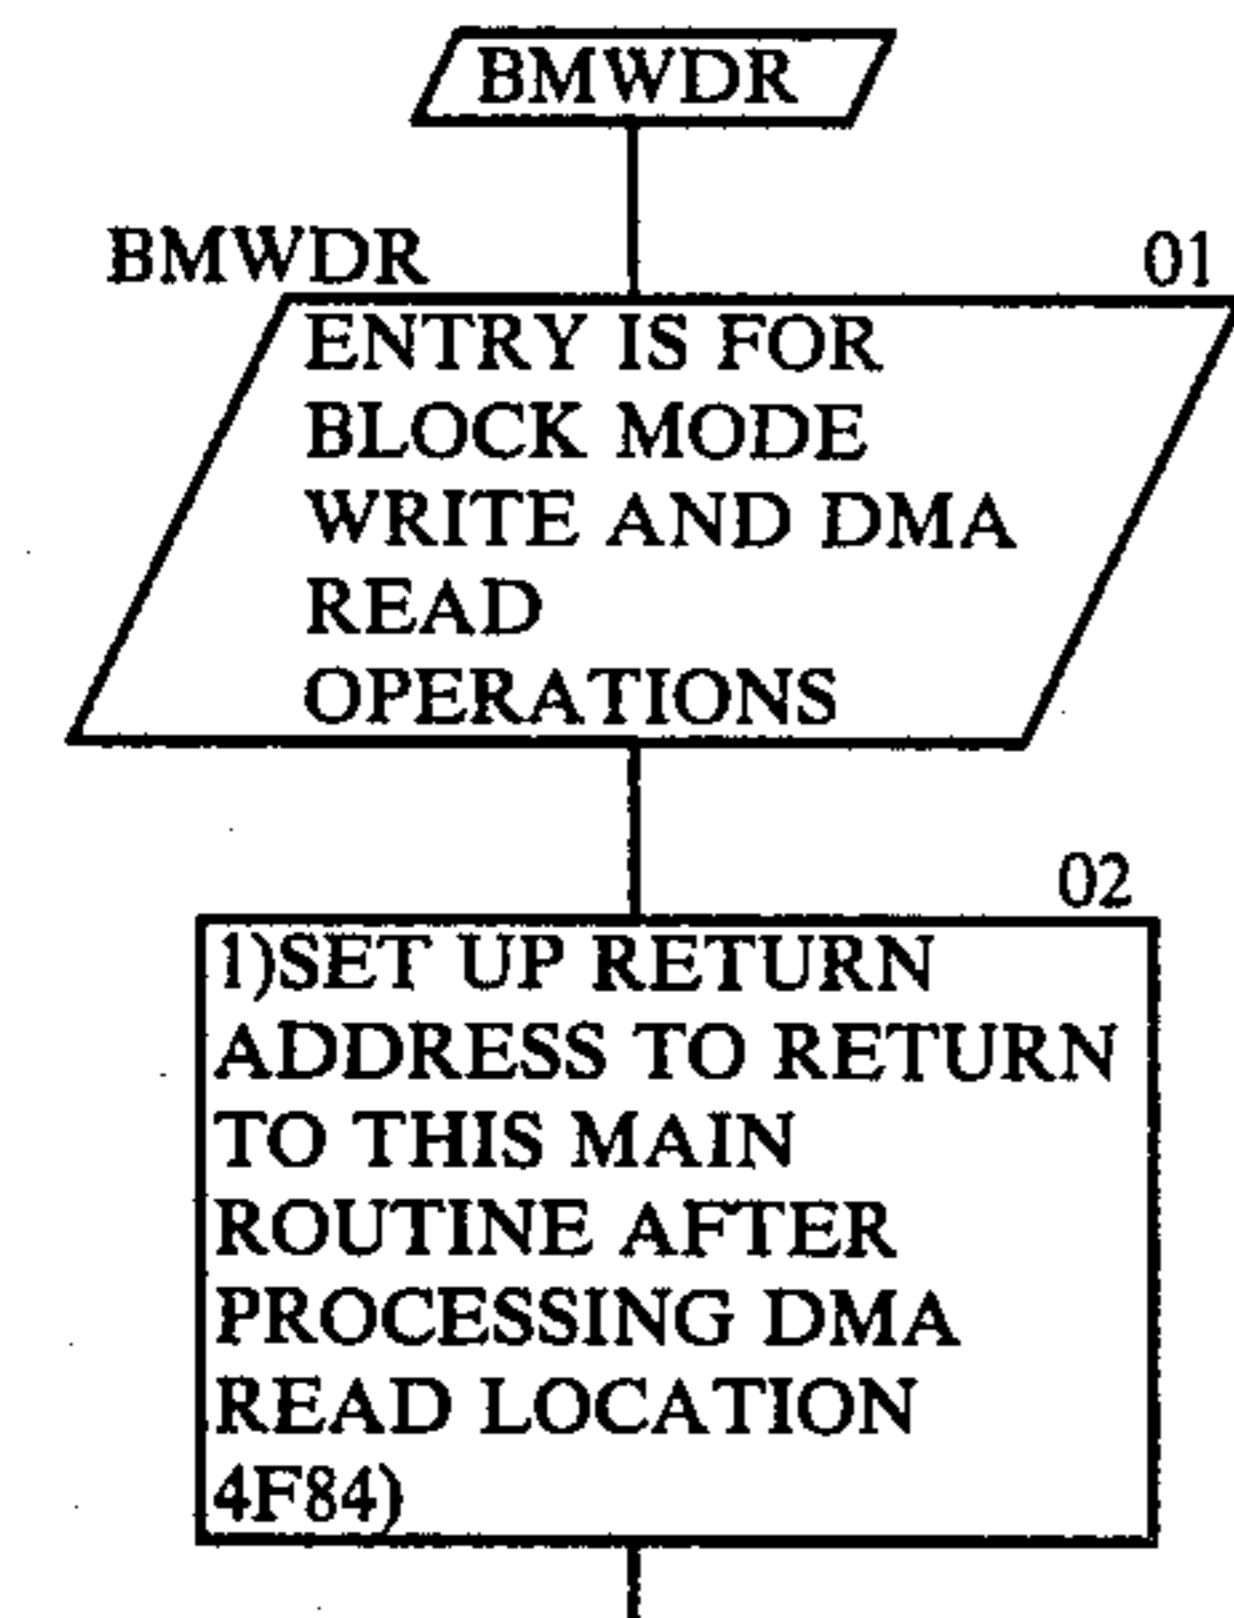 BMWDR
BMWDR 01
ENTRY IS FOR
BLOCK MODE
WRITE AND DMA
READ
OPERATIONS
02
1)SET UP RETURN
ADDRESS TO RETURN
TO THIS MAIN
ROUTINE AFTER
PROCESSING DMA
READ LOCATION
4F84)